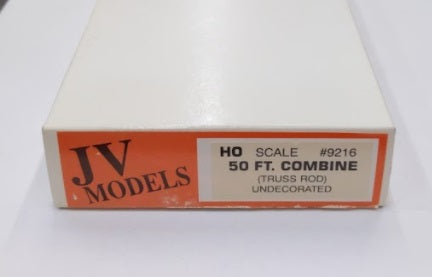 JV
MODELS
HO SCALE #9216
50 FT. COMBINE
(TRUSS ROD)
UNDECORATED